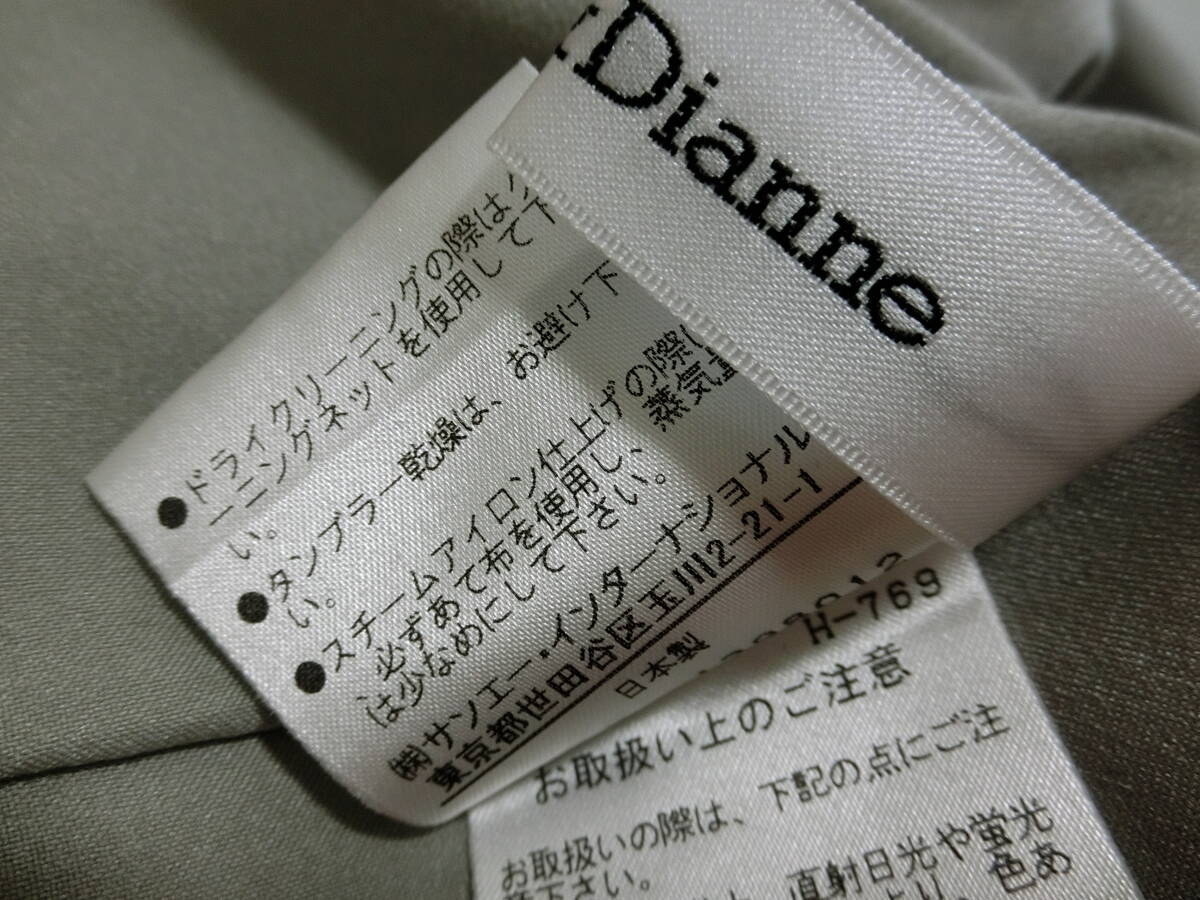 Dianne
●ドライクリーニングの際はク
ーニングネットを使用して下
い。
●タンブラー乾燥は、お避け下
い。
●スチームアイロン仕上げの際
必ずあて布を使用し、蒸気
は少なめにして下さい。
㈱サンエー・インターナショナル
東京都世田谷区玉川2-21-1
日本製
H-769
お取扱い上のご注意
お取扱いの際は、下記の点にご注
下さい。
直射日光や蛍光
より、色あ